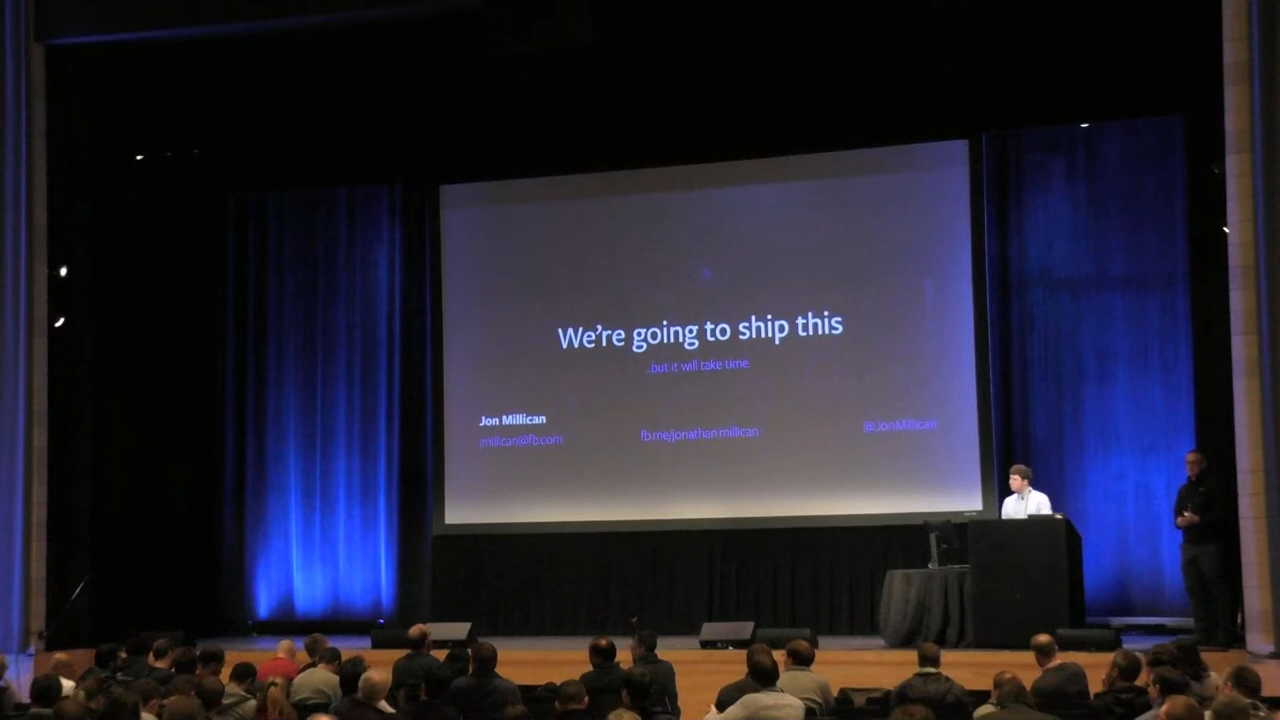 We're going to ship this
...but it will take time.
Jon Millican
jmillican@fb.com
fb.me/jonathan.millican
@JonMillican